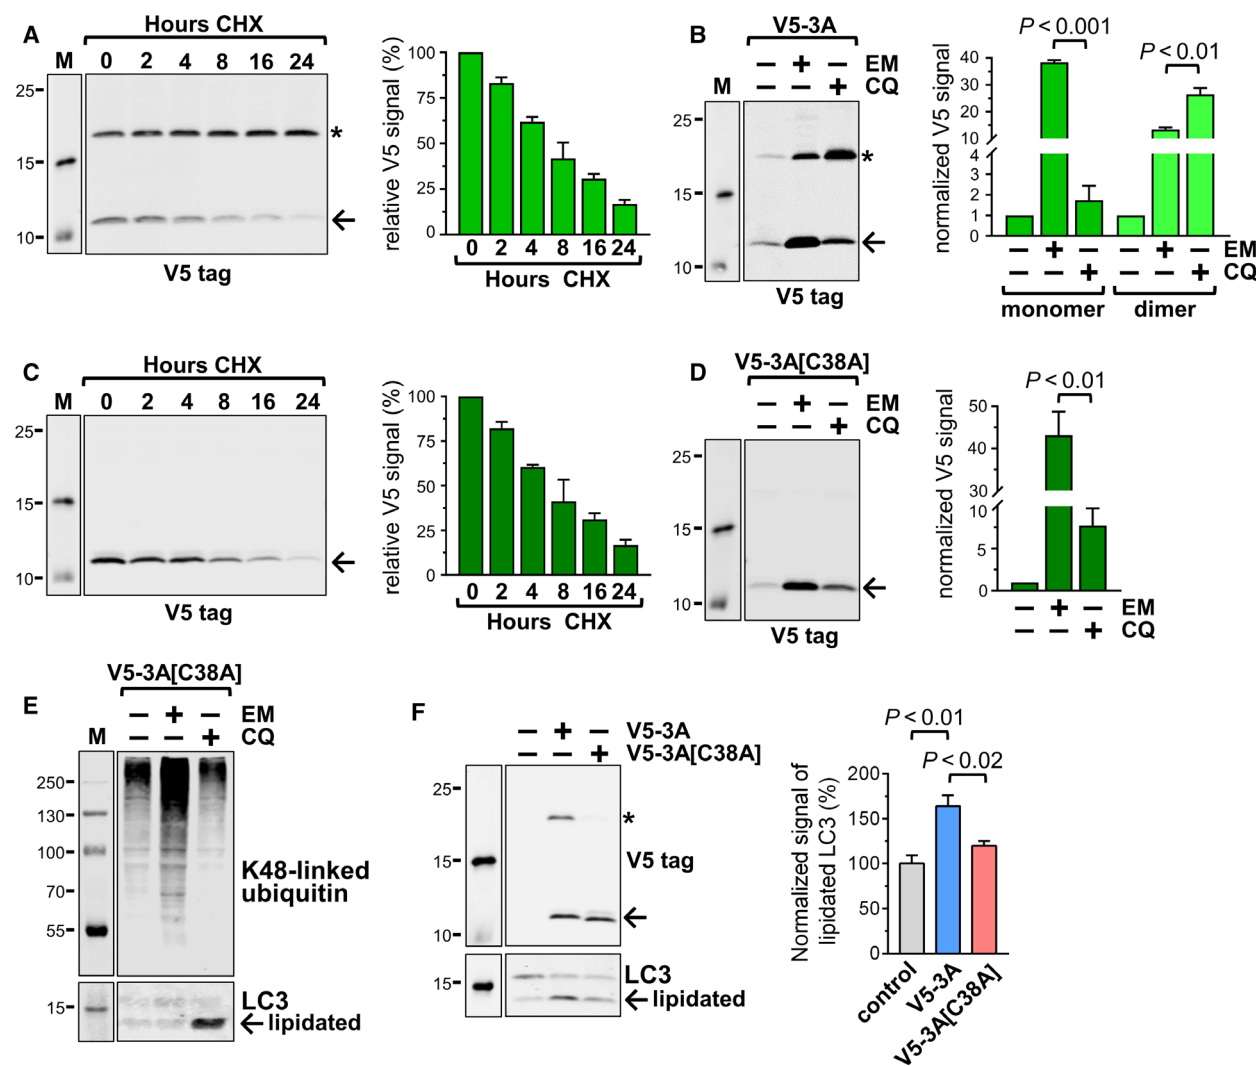 A
Hours CHX
M 0 2 4 8 16 24
25
15
10
*
←
V5 tag
relative V5 signal (%)
100
75
50
25
0
0 2 4 8 16 24
Hours CHX
B
V5-3A
– + – EM
M – – + CQ
25
15
10
*
←
V5 tag
normalized V5 signal
P < 0.001
P < 0.01
40
30
20
10
4
3
2
1
0
– + – – + – EM
– – + – – + CQ
monomer dimer
C
Hours CHX
M 0 2 4 8 16 24
25
15
10
←
V5 tag
relative V5 signal (%)
100
75
50
25
0
0 2 4 8 16 24
Hours CHX
D
V5-3A[C38A]
– + – EM
M – – + CQ
25
15
10
←
V5 tag
normalized V5 signal
P < 0.01
50
40
30
10
5
0
– + – EM
– – + CQ
E
V5-3A[C38A]
– + – EM
M – – + CQ
250
130
100
70
55
K48-linked
ubiquitin
15
LC3
← lipidated
F
– + – V5-3A
M – – + V5-3A[C38A]
25
15
10
*
V5 tag
←
15
LC3
← lipidated
Normalized signal of
lipidated LC3 (%)
P < 0.01
P < 0.02
200
150
100
50
0
control
V5-3A
V5-3A[C38A]